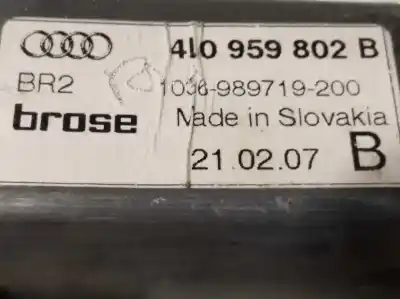 4L0 959 802 B
BR2 1036-989719-200
brose Made in Slovakia
21.02.07 B